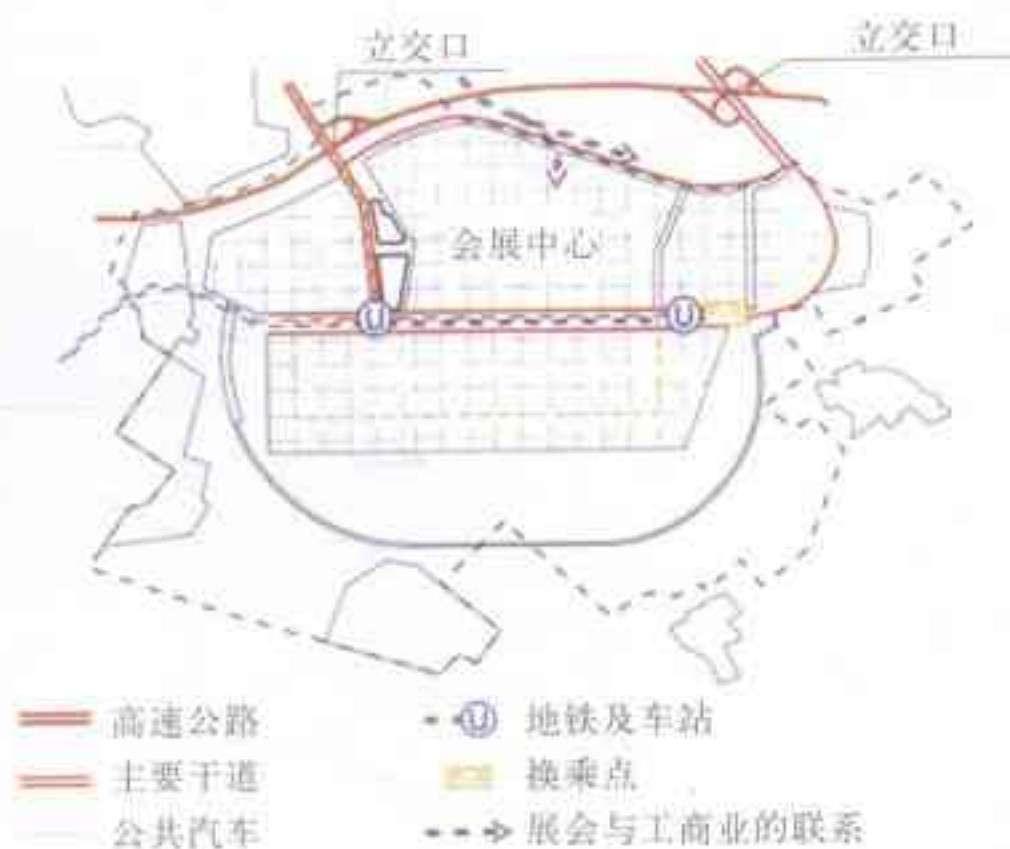 立交口
立交口
会展中心
U
U
高速公路
U 地铁及车站
主要干道
换乘点
公共汽车
展会与工商业的联系